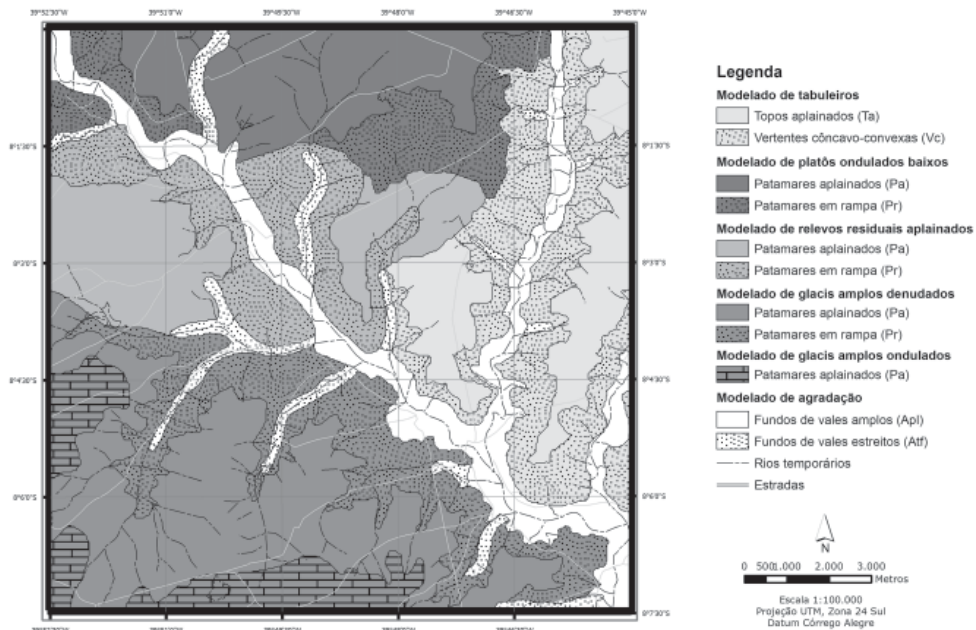 39°52'30"W 39°51'0"W 39°49'30"W 39°48'0"W 39°45'0"W
8°1'30"S 8°1'30"S
8°4'30"S 8°4'30"S
8°6'0"S 8°6'0"S
8°7'30"S
Legenda
Modelado de tabuleiros
Topos aplainados (Ta)
Vertentes côncavo-convexas (Vc)
Modelado de platôs ondulados baixos
Patamares aplainados (Pa)
Patamares em rampa (Pr)
Modelado de relevos residuais aplainados
Patamares aplainados (Pa)
Patamares em rampa (Pr)
Modelado de glacis amplos denudados
Patamares aplainados (Pa)
Patamares em rampa (Pr)
Modelado de glacis amplos ondulados
Patamares aplainados (Pa)
Modelado de agradação
Fundos de vales amplos (Apl)
Fundos de vales estreitos (Atf)
Rios temporários
Estradas
N
0 500 1.000 2.000 3.000
Metros
Escala 1:100.000
Projeção UTM, Zona 24 Sul
Datum Córrego Alegre